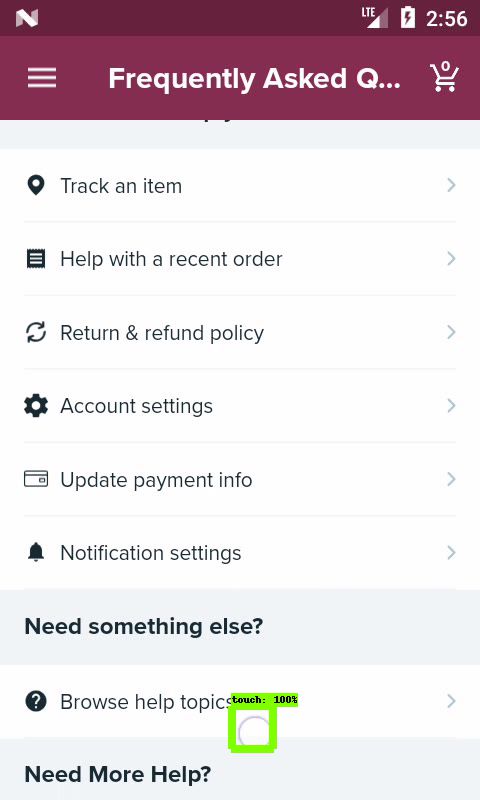 LTE 2:56
Frequently Asked Q... 0
Track an item
Help with a recent order
Return & refund policy
Account settings
Update payment info
Notification settings
Need something else?
Browse help topics
touch: 100%
Need More Help?